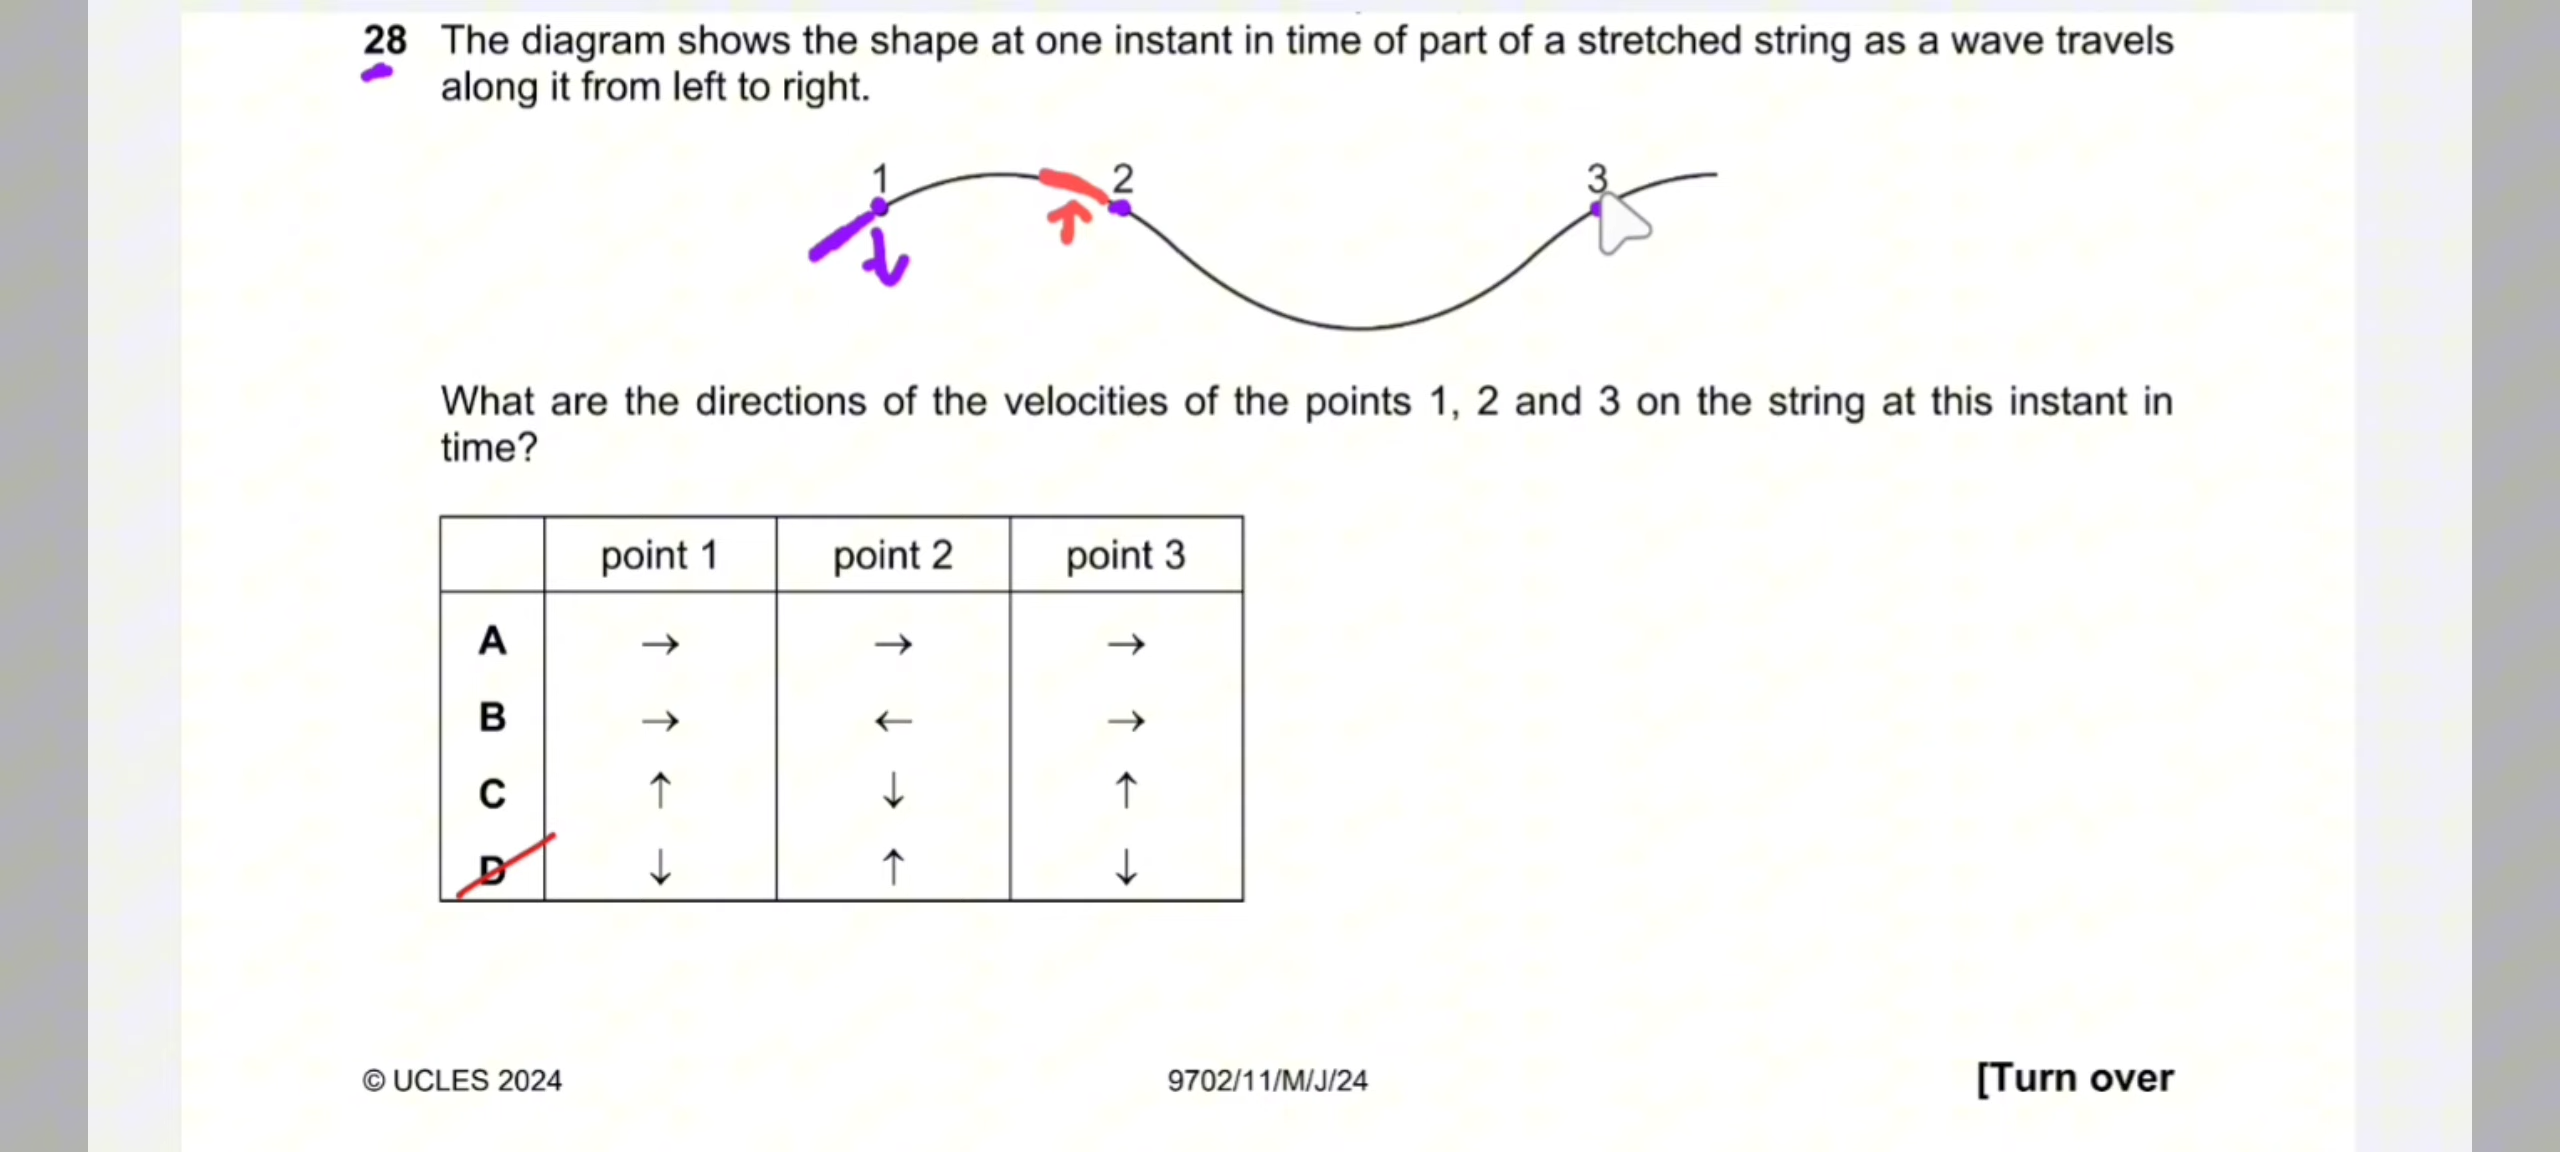 28 The diagram shows the shape at one instant in time of part of a stretched string as a wave travels
along it from left to right.
1 2 3
What are the directions of the velocities of the points 1, 2 and 3 on the string at this instant in
time?
point 1 point 2 point 3
A → → →
B → ← →
C ↑ ↓ ↑
D ↓ ↑ ↓
© UCLES 2024 9702/11/M/J/24 [Turn over